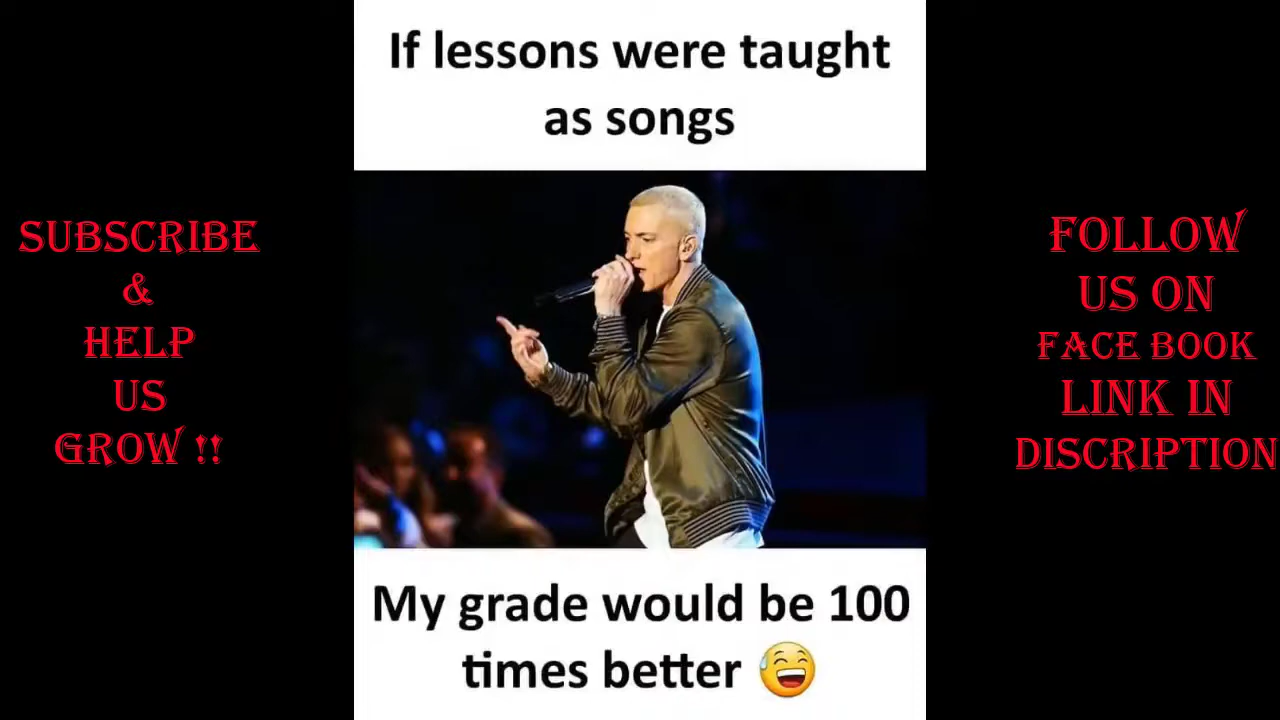 If lessons were taught
as songs
SUBSCRIBE
&
HELP
US
GROW !!
FOLLOW
US ON
FACE BOOK
LINK IN
DISCRIPTION
My grade would be 100
times better 😅